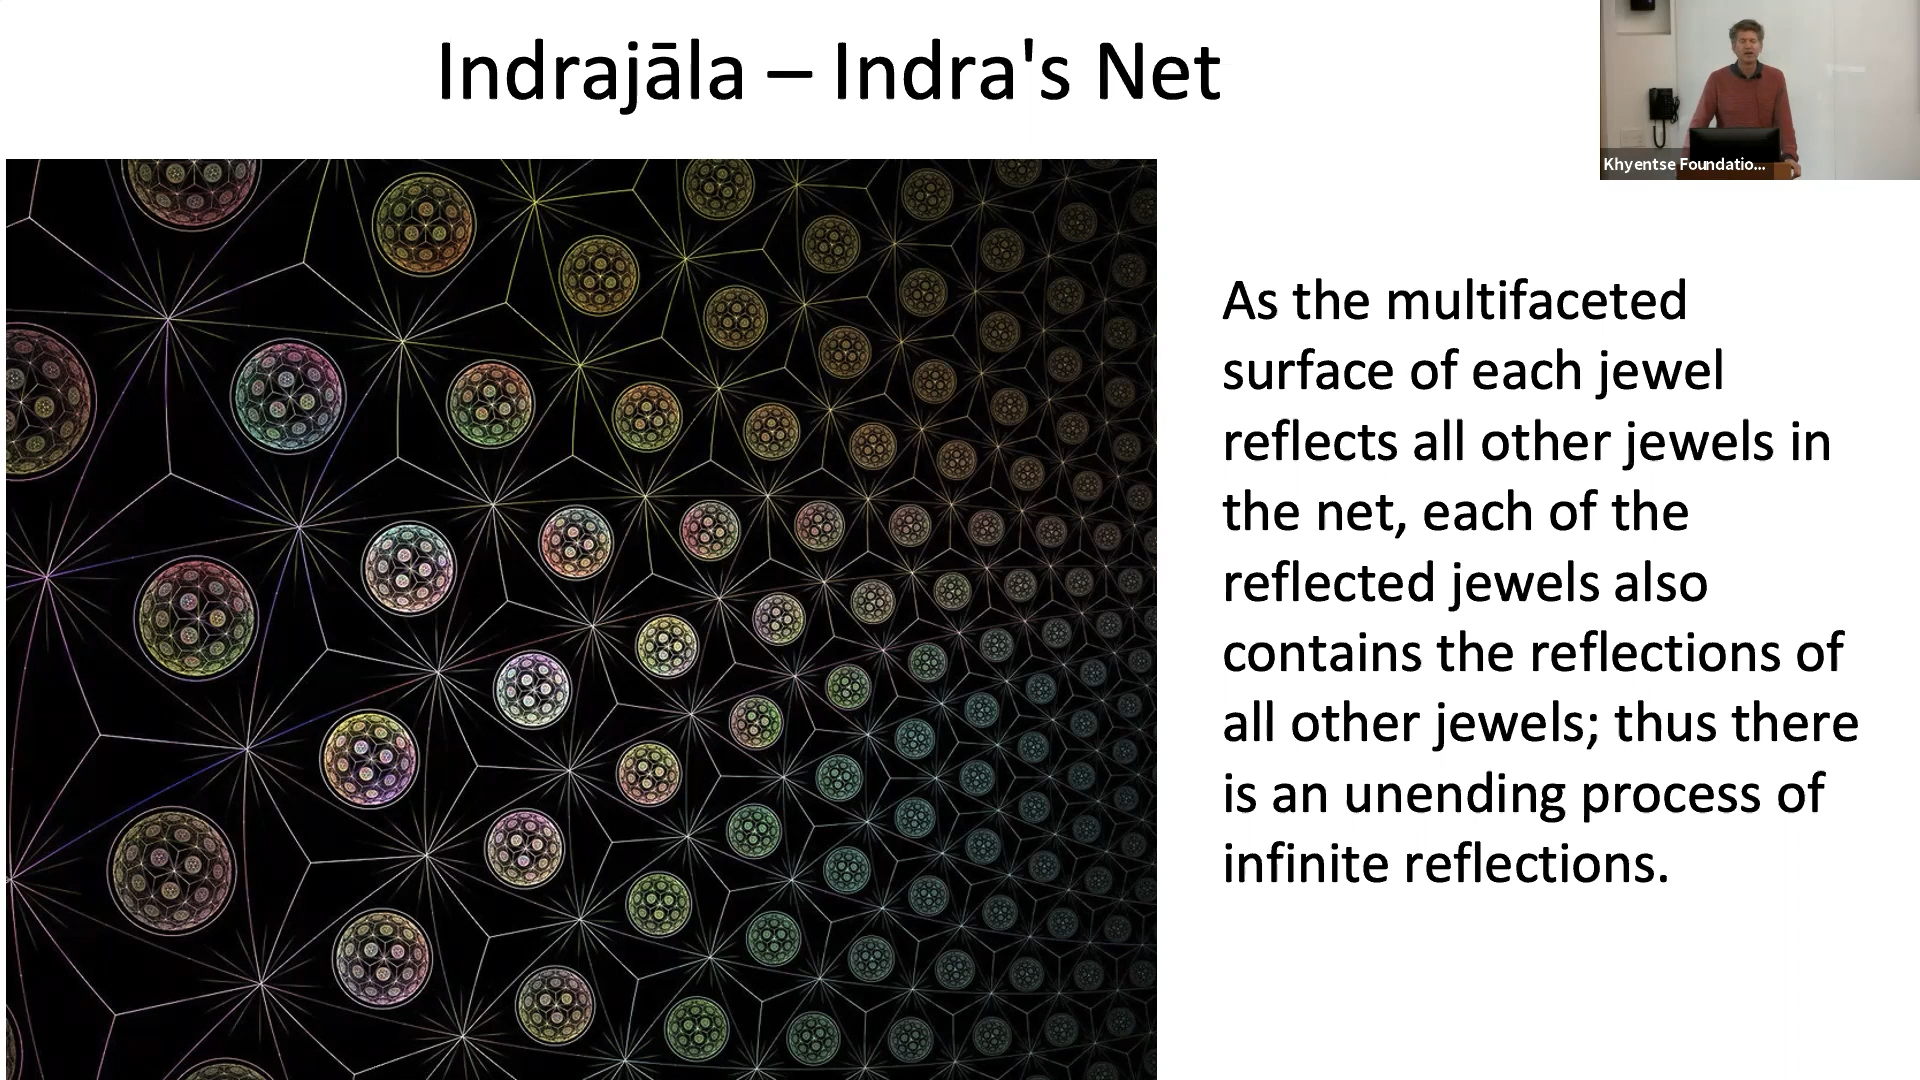 Indrajāla – Indra's Net
Khyentse Foundatio...
As the multifaceted
surface of each jewel
reflects all other jewels in
the net, each of the
reflected jewels also
contains the reflections of
all other jewels; thus there
is an unending process of
infinite reflections.